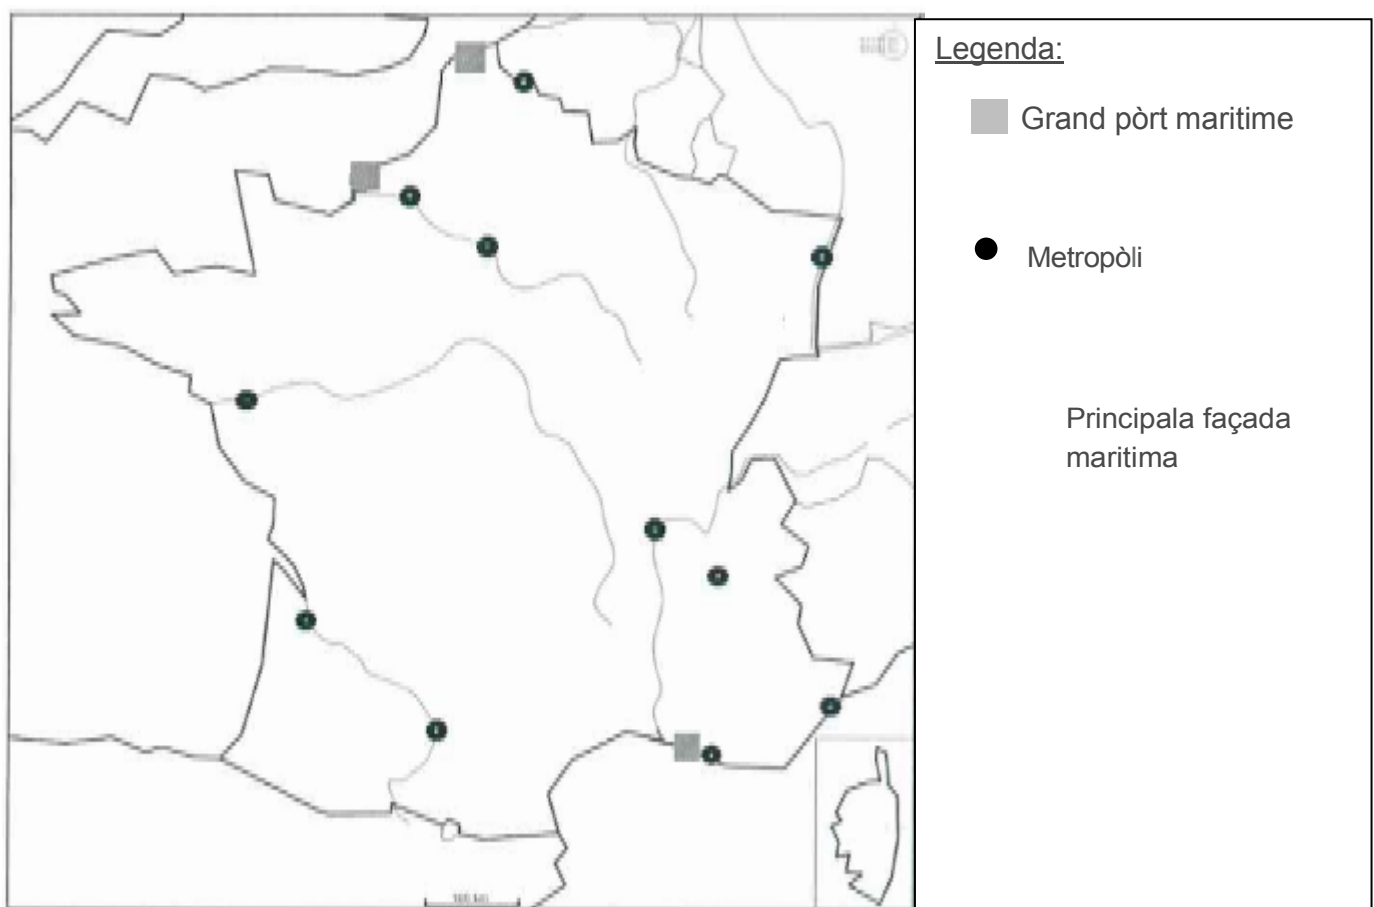 Legenda:
Grand pòrt maritime
Metropòli
Principala façada
maritima